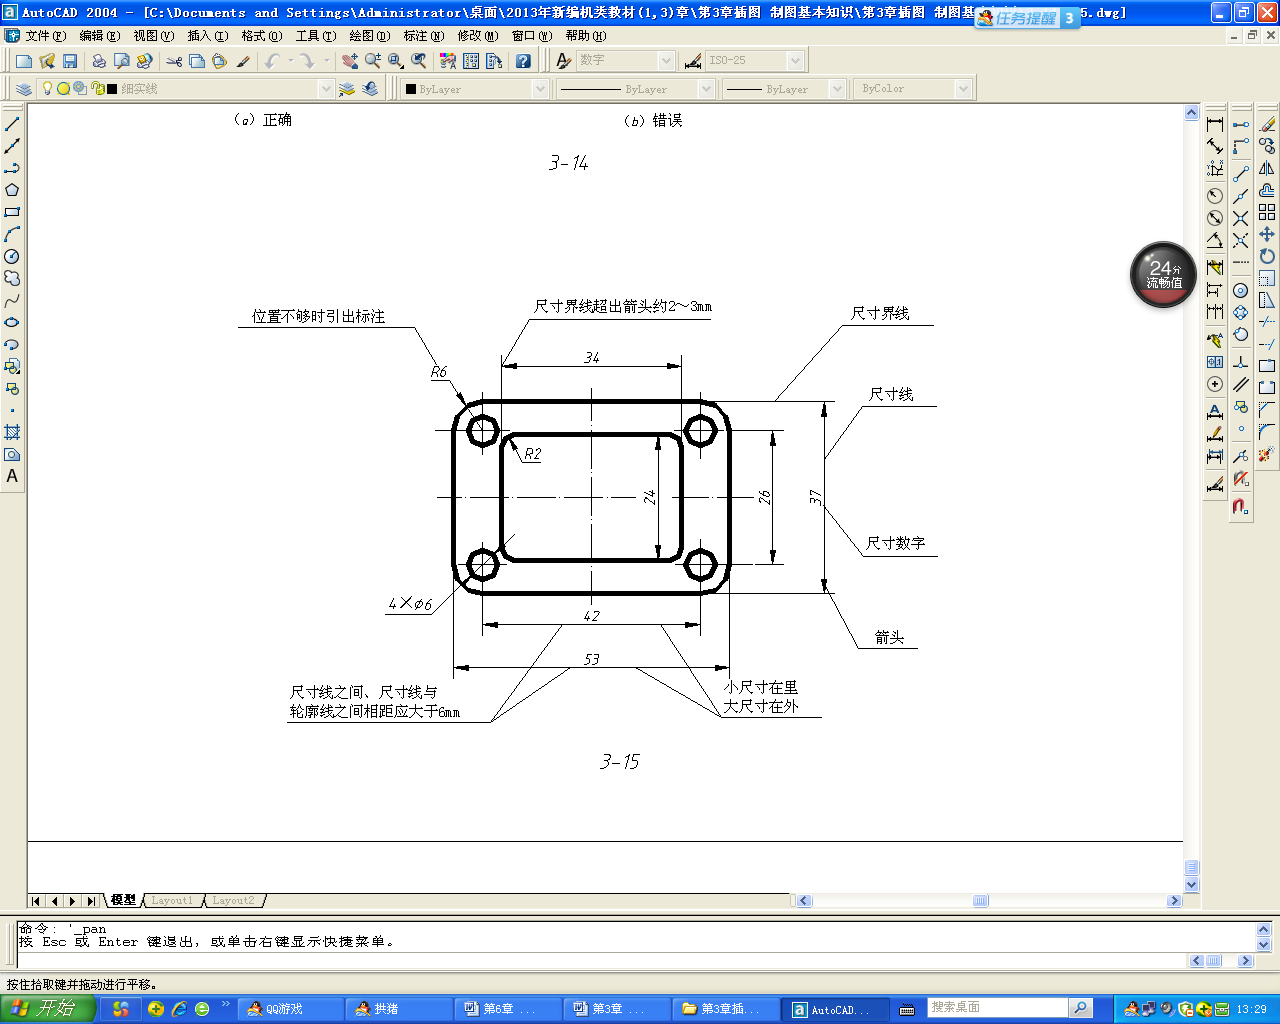 AutoCAD 2004 - [C:\Documents and Settings\Administrator\桌面\2013年新编机类教材(1,3)章\第3章插图 制图基本知识\第3章插图 制图基
5.dwg]
任务提醒 3
文件(F) 编辑(E) 视图(V) 插入(I) 格式(O) 工具(T) 绘图(D) 标注(N) 修改(M) 窗口(W) 帮助(H)
数字 ISO-25
细实线 ByLayer ByLayer ByLayer ByColor
(a) 正确 (b) 错误
3-14
24分
流畅值
尺寸界线超出箭头约2～3mm
位置不够时引出标注
尺寸界线
34
R6
尺寸线
R2
24
26
37
尺寸数字
4×φ6
42
箭头
53
尺寸线之间、尺寸线与
轮廓线之间相距应大于6mm
小尺寸在里
大尺寸在外
3-15
A
模型 Layout1 Layout2
命令: '_pan
按 Esc 或 Enter 键退出, 或单击右键显示快捷菜单。
按住拾取键并拖动进行平移。
开始 QQ游戏 拱猪 第6章 ... 第3章 ... 第3章插... AutoCAD... 搜索桌面 13:29